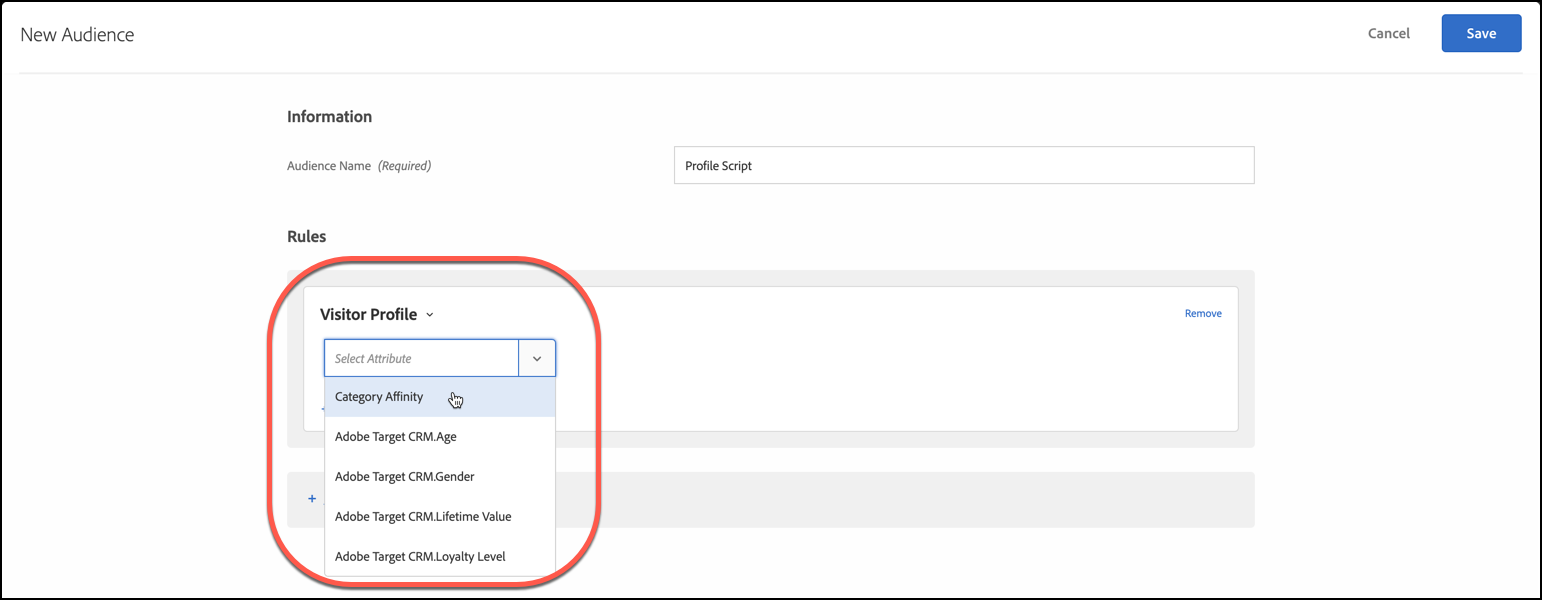 New Audience
Cancel
Save
Information
Audience Name (Required)
Profile Script
Rules
Visitor Profile
Remove
Select Attribute
Category Affinity
Adobe Target CRM.Age
Adobe Target CRM.Gender
+
Adobe Target CRM.Lifetime Value
Adobe Target CRM.Loyalty Level